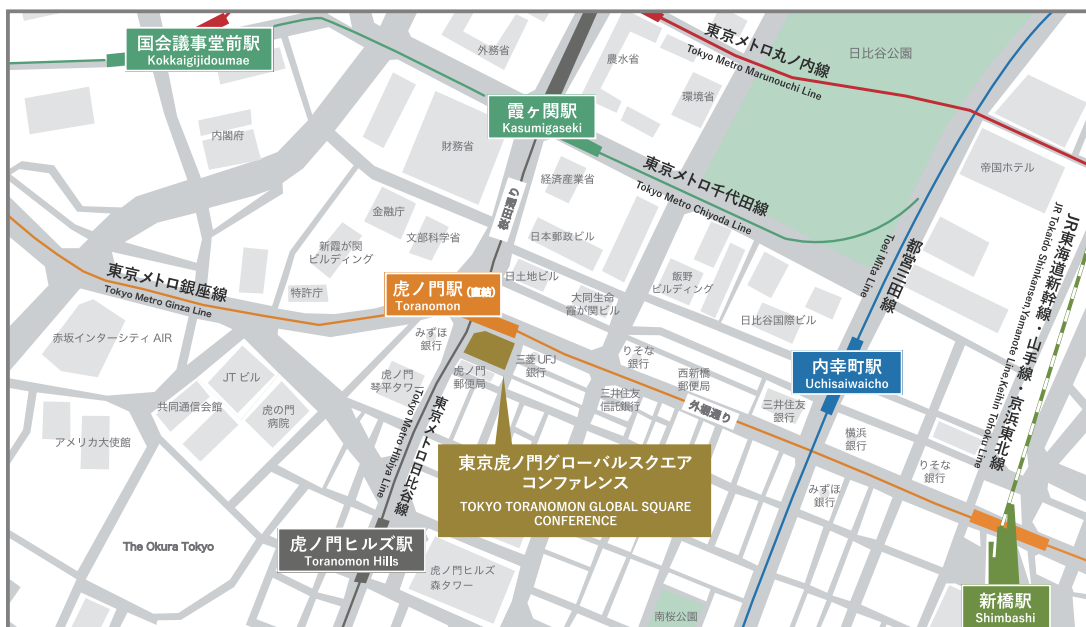 国会議事堂前駅
Kokkaigijidoumae
外務省
農水省
環境省
東京メトロ丸ノ内線
Tokyo Metro Marunouchi Line
日比谷公園
内閣府
財務省
霞ヶ関駅
Kasumigaseki
経済産業省
東京メトロ千代田線
Tokyo Metro Chiyoda Line
帝国ホテル
桜田通り
金融庁
文部科学省
新霞が関
ビルディング
特許庁
日本郵政ビル
日土地ビル
大同生命
霞が関ビル
飯野
ビルディング
日比谷国際ビル
都営三田線
Toei Mita Line
JR東海道新幹線・山手線・京浜東北線
JR Tokaido Shinkansen,Yamanote Line,Keihin Tohoku Line
東京メトロ銀座線
Tokyo Metro Ginza Line
虎ノ門駅(直結)
Toranomon
赤坂インターシティ AIR
みずほ
銀行
虎ノ門
郵便局
三菱 UFJ
銀行
りそな
銀行
西新橋
郵便局
三井住友
信託銀行
外堀通り
三井住友
銀行
内幸町駅
Uchisaiwaicho
JT ビル
虎ノ門
琴平タワー
共同通信会館
虎の門
病院
アメリカ大使館
東京メトロ日比谷線
Tokyo Metro Hibiya Line
東京虎ノ門グローバルスクエア
コンファレンス
TOKYO TORANOMON GLOBAL SQUARE
CONFERENCE
横浜
銀行
りそな
銀行
みずほ
銀行
The Okura Tokyo
虎ノ門ヒルズ駅
Toranomon Hills
虎ノ門ヒルズ
森タワー
南桜公園
新橋駅
Shimbashi